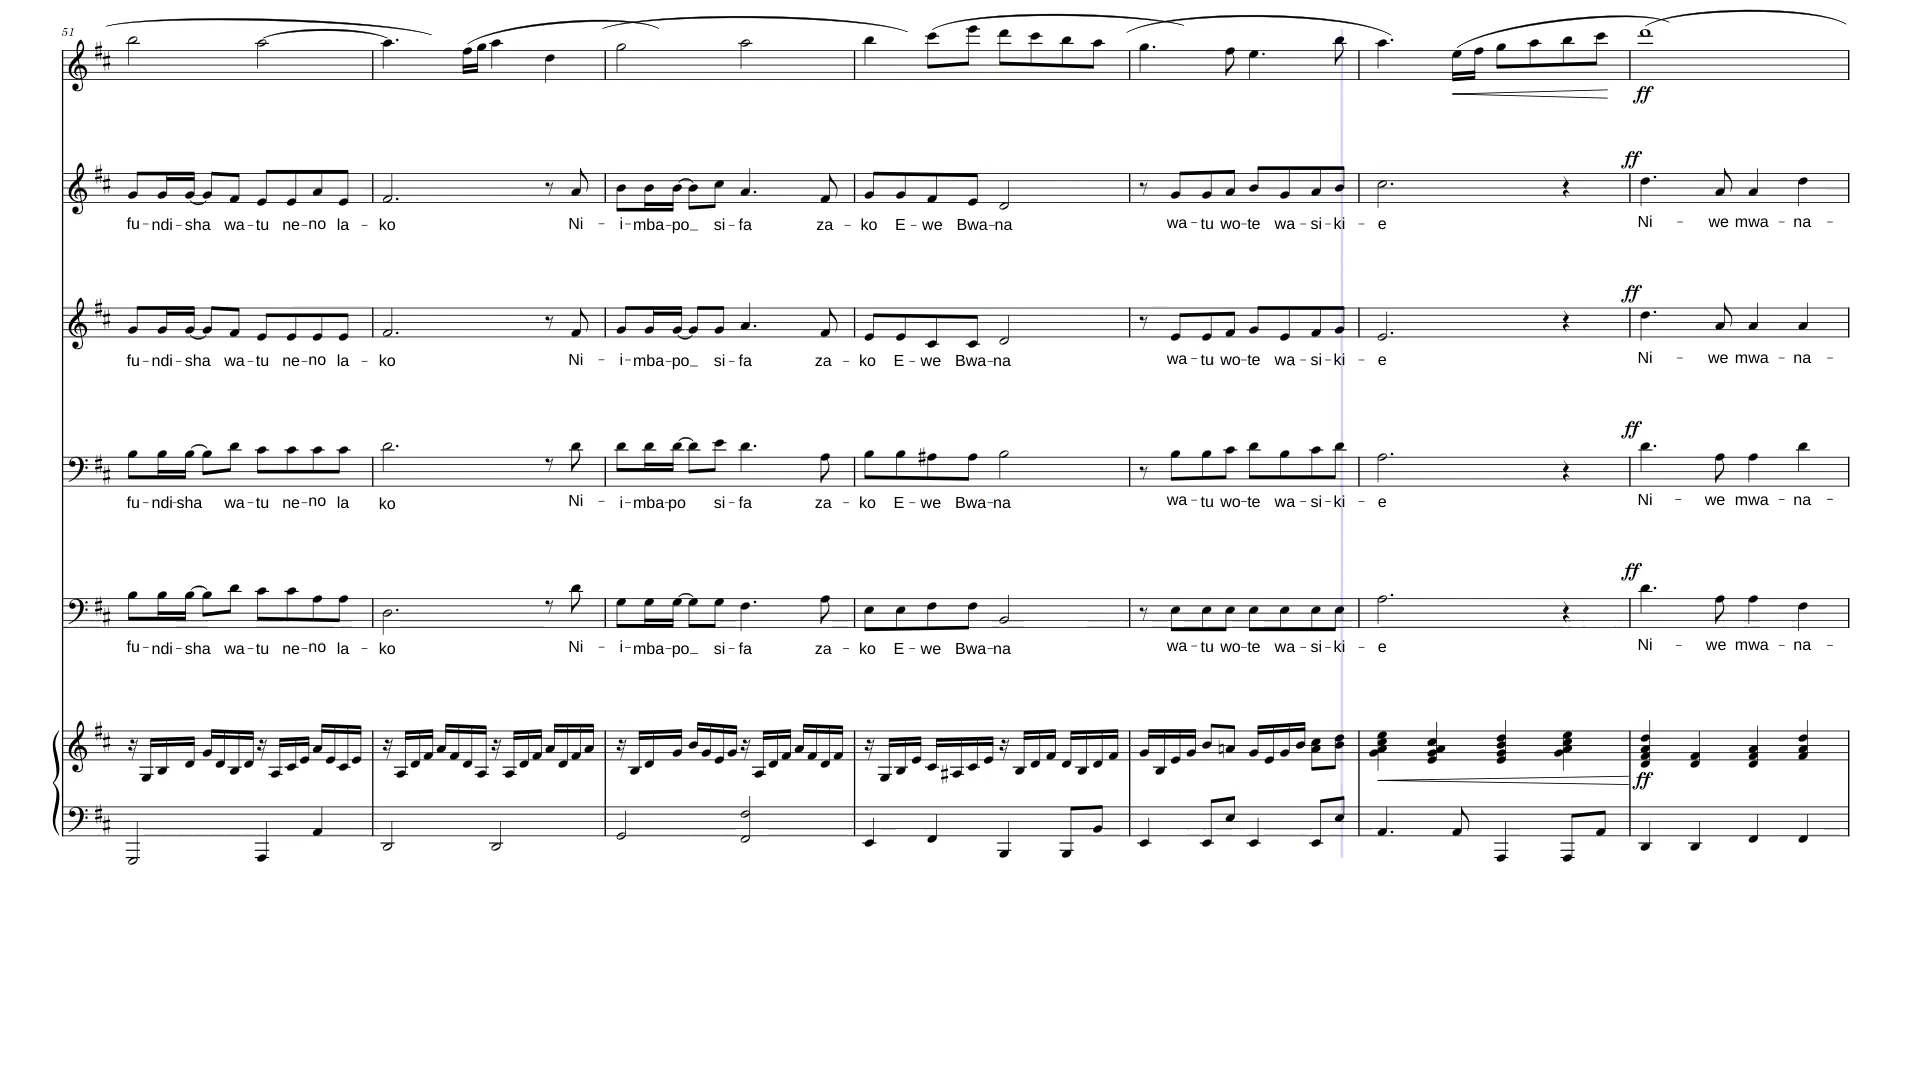 51
ff
ff
fu-ndi-sha wa-tu ne-no la-ko Ni-i-mba-po_ si-fa za-ko E-we Bwa-na wa-tu wo-te wa-si-ki-e Ni-we mwa-na-
ff
fu-ndi-sha wa-tu ne-no la-ko Ni-i-mba-po_ si-fa za-ko E-we Bwa-na wa-tu wo-te wa-si-ki-e Ni-we mwa-na-
ff
fu-ndi-sha wa-tu ne-no la ko Ni-i-mba-po si-fa za-ko E-we Bwa-na wa-tu wo-te wa-si-ki-e Ni-we mwa-na-
ff
fu-ndi-sha wa-tu ne-no la-ko Ni-i-mba-po_ si-fa za-ko E-we Bwa-na wa-tu wo-te wa-si-ki-e Ni-we mwa-na-
ff